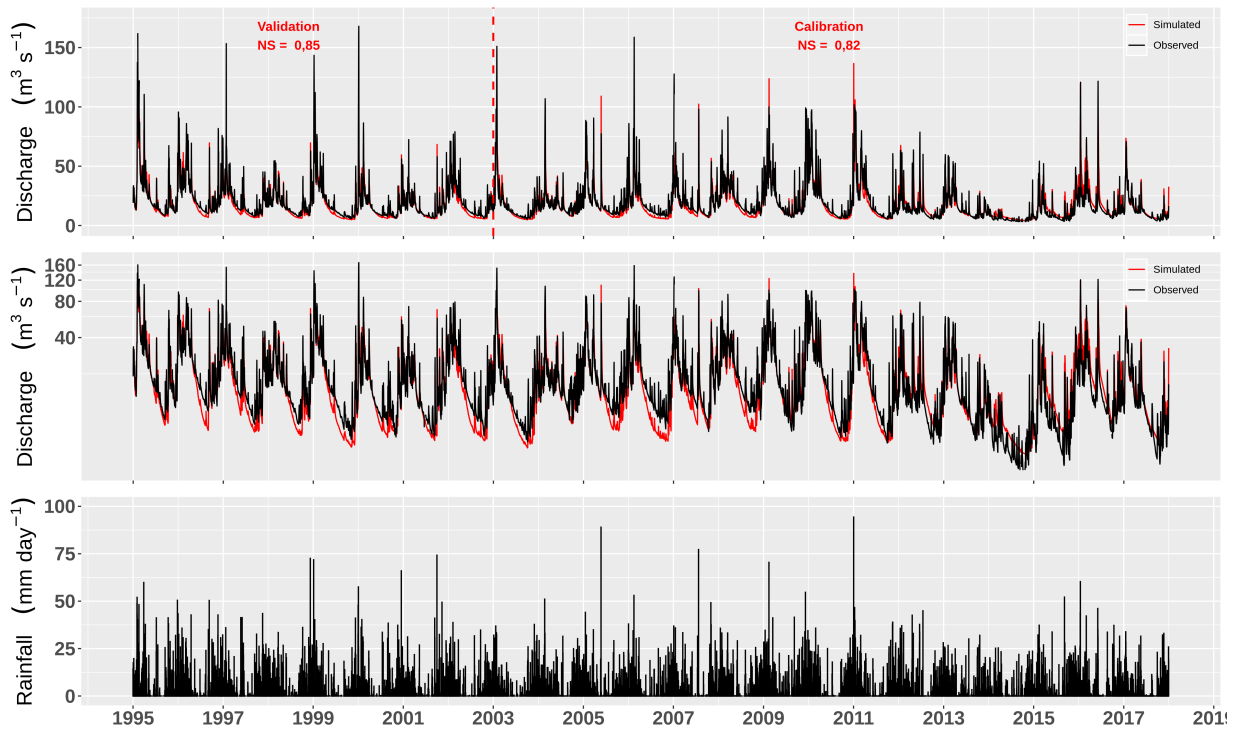 Validation
NS = 0,85
Calibration
NS = 0,82
Simulated
Observed
150
100
50
0
Discharge (m³ s⁻¹)
Simulated
Observed
160
120
80
40
Discharge (m³ s⁻¹)
100
75
50
25
0
Rainfall (mm day⁻¹)
1995 1997 1999 2001 2003 2005 2007 2009 2011 2013 2015 2017 2019